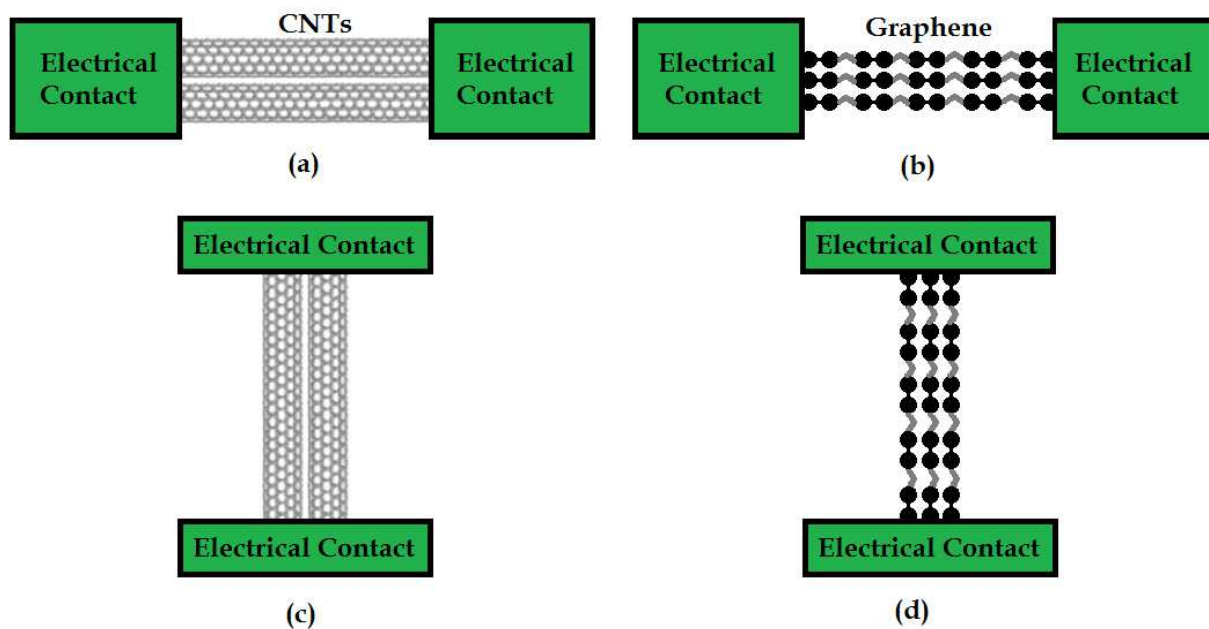 CNTs
Electrical
Contact
Electrical
Contact
(a)
Graphene
Electrical
Contact
Electrical
Contact
(b)
Electrical Contact
Electrical Contact
(c)
Electrical Contact
Electrical Contact
(d)